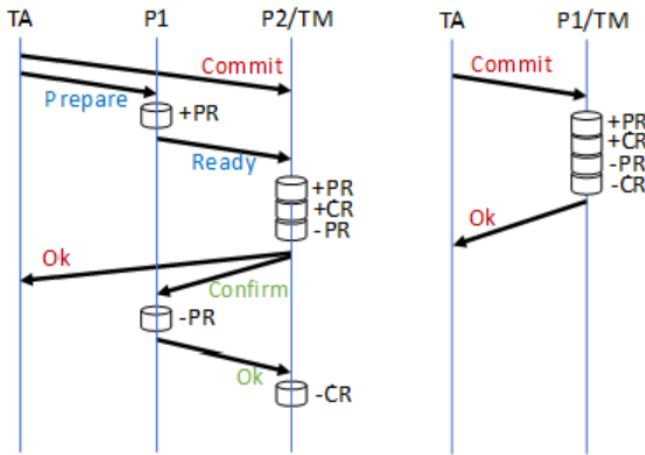 TA P1 P2/TM TA P1/TM
Commit
Commit
Prepare
+PR
+PR
+CR
-PR
-CR
Ready
+PR
+CR
-PR
Ok
Ok
Confirm
-PR
Ok
-CR